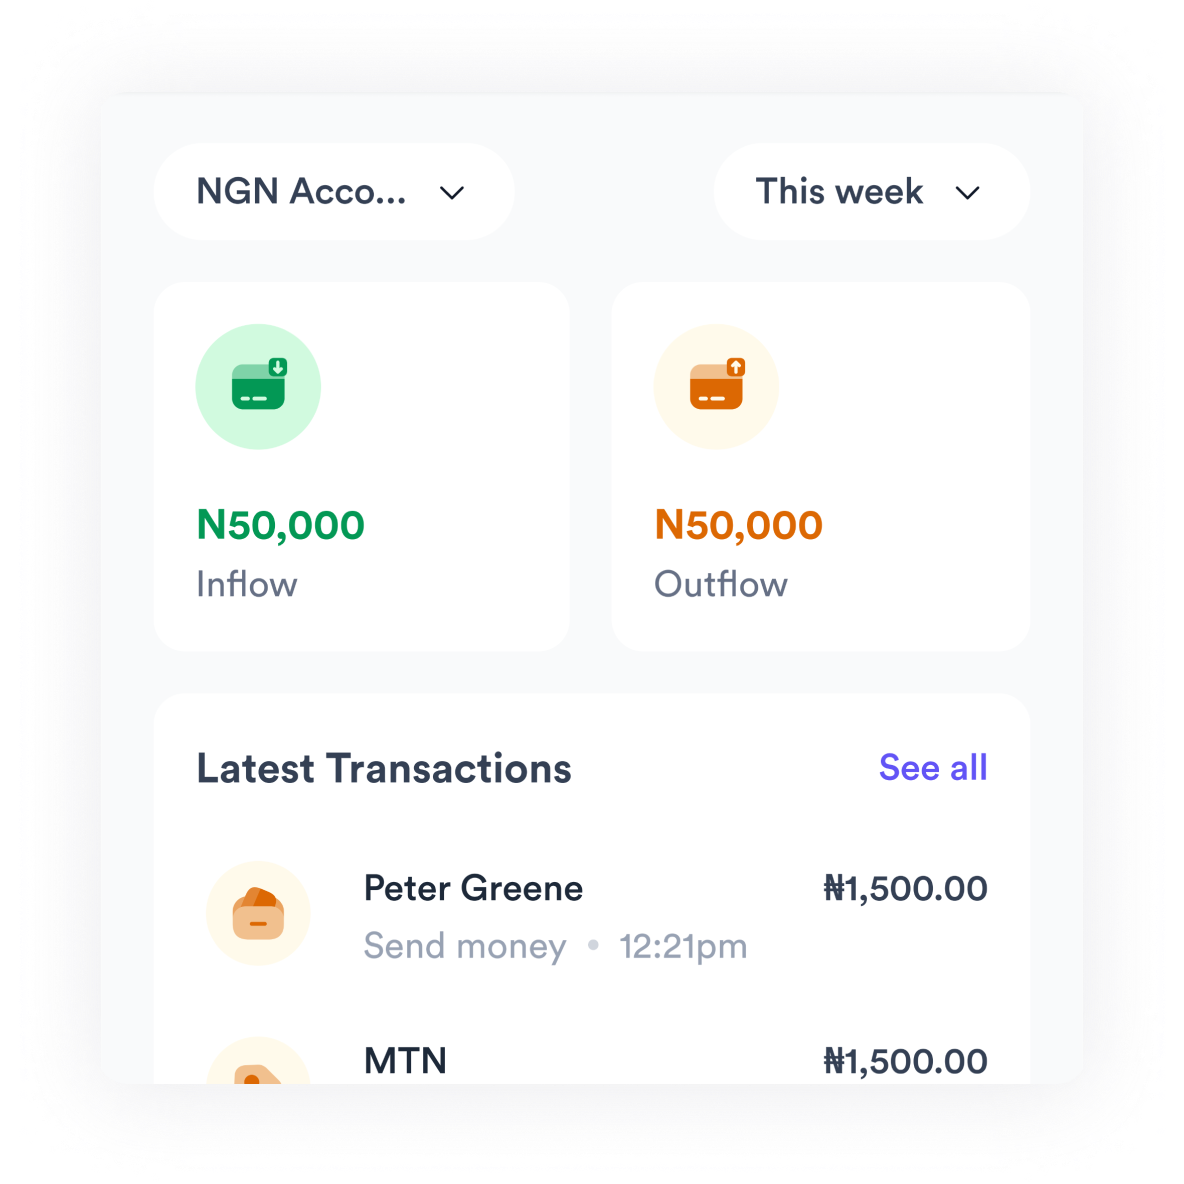 NGN Acco...
This week
N50,000
Inflow
N50,000
Outflow
Latest Transactions
See all
Peter Greene
₦1,500.00
Send money • 12:21pm
MTN
₦1,500.00